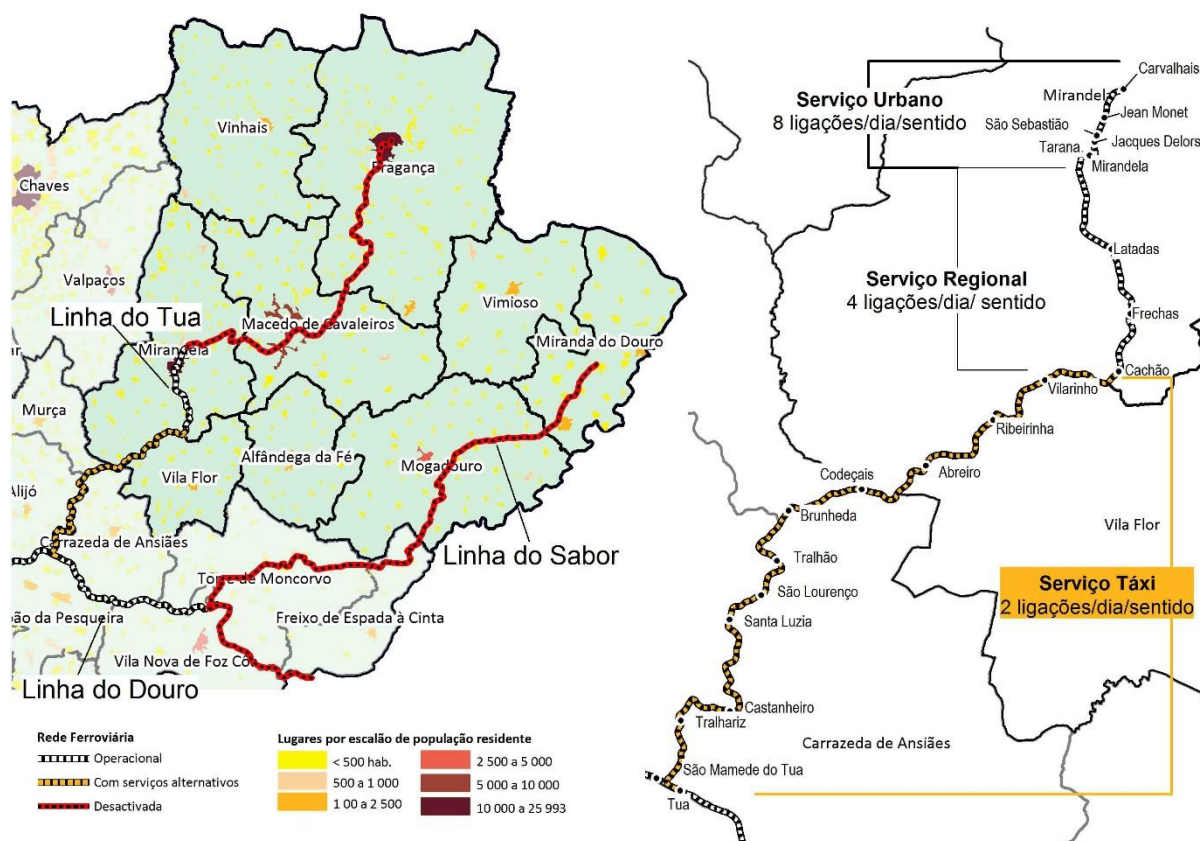 Vinhais
Bragança
Chaves
Valpaços
Linha do Tua
Macedo de Cavaleiros
Vimioso
Miranda do Douro
Mirandela
ar
Murça
Alfândega da Fé
Mogadouro
Vila Flor
Alijó
Carrazeda de Ansiães
Linha do Sabor
Torre de Moncorvo
ão da Pesqueira
Freixo de Espada à Cinta
Vila Nova de Foz Côa
Linha do Douro
Rede Ferroviária
Operacional
Com serviços alternativos
Desactivada
Lugares por escalão de população residente
< 500 hab.
500 a 1 000
1 00 a 2 500
2 500 a 5 000
5 000 a 10 000
10 000 a 25 993
Serviço Urbano
8 ligações/dia/sentido
Carvalhais
Mirandela
Jean Monet
São Sebastião
Jacques Delors
Tarana
Mirandela
Latadas
Serviço Regional
4 ligações/dia/ sentido
Frechas
Cachão
Vilarinho
Ribeirinha
Abreiro
Codeçais
Brunheda
Vila Flor
Tralhão
Serviço Táxi
2 ligações/dia/sentido
São Lourenço
Santa Luzia
Castanheiro
Tralhariz
Carrazeda de Ansiães
São Mamede do Tua
Tua